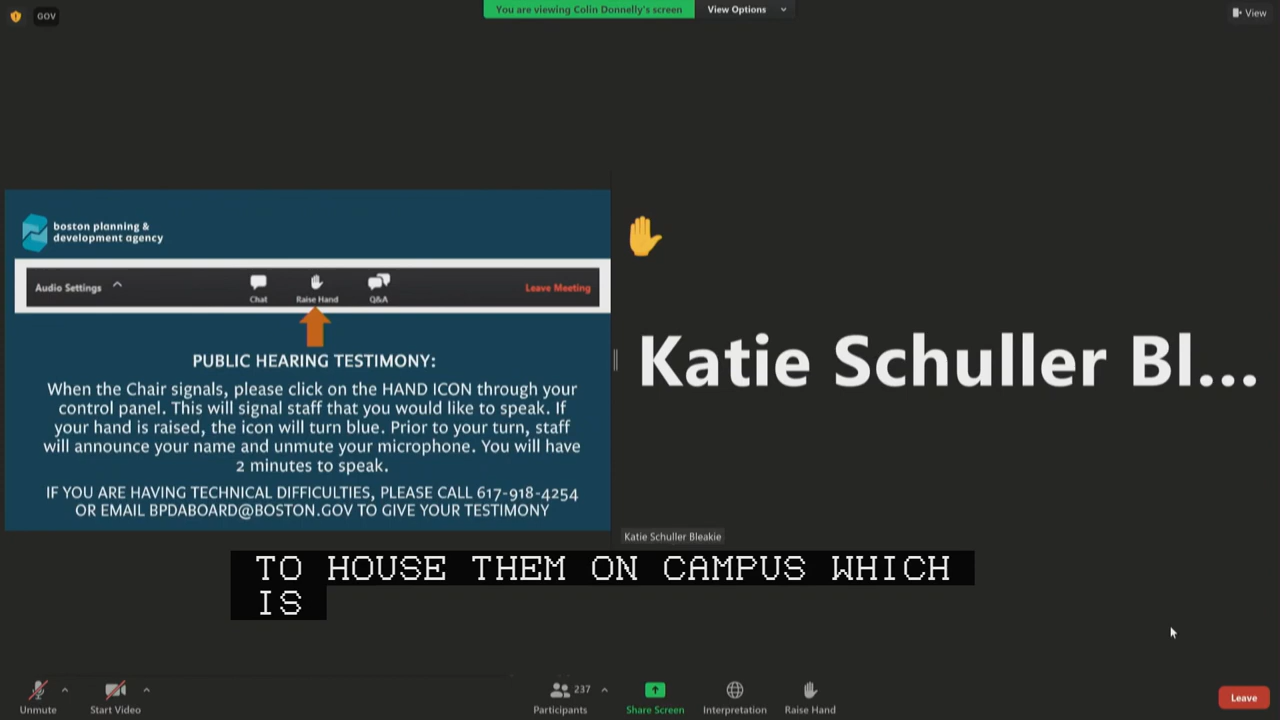 GOV
You are viewing Colin Donnelly's screen
View Options
View
boston planning &
development agency
Audio Settings
Chat
Raise Hand
Q&A
Leave Meeting
PUBLIC HEARING TESTIMONY:
When the Chair signals, please click on the HAND ICON through your
control panel. This will signal staff that you would like to speak. If
your hand is raised, the icon will turn blue. Prior to your turn, staff
will announce your name and unmute your microphone. You will have
2 minutes to speak.
IF YOU ARE HAVING TECHNICAL DIFFICULTIES, PLEASE CALL 617-918-4254
OR EMAIL BPDABOARD@BOSTON.GOV TO GIVE YOUR TESTIMONY
Katie Schuller Bl...
Katie Schuller Bleakie
TO HOUSE THEM ON CAMPUS WHICH
IS
Unmute
Start Video
237
Participants
Share Screen
Interpretation
Raise Hand
Leave